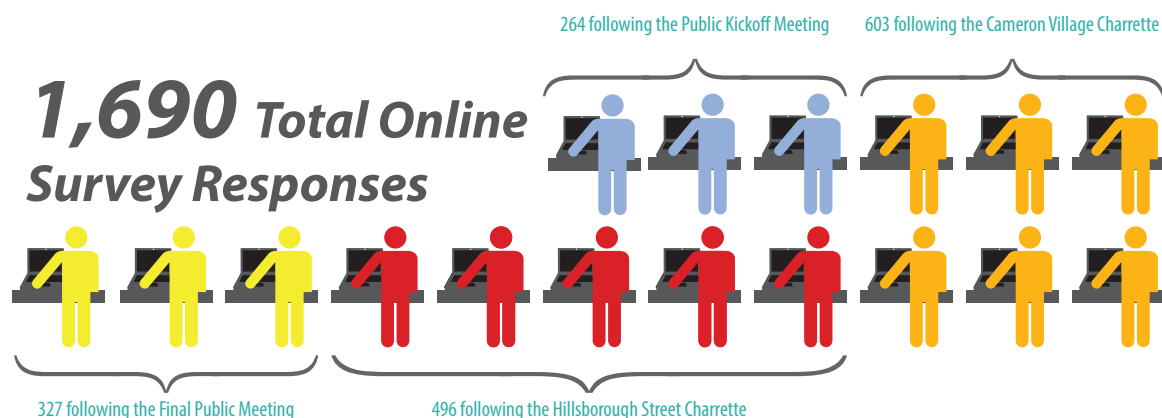 264 following the Public Kickoff Meeting
603 following the Cameron Village Charrette
1,690 Total Online
Survey Responses
327 following the Final Public Meeting
496 following the Hillsborough Street Charrette